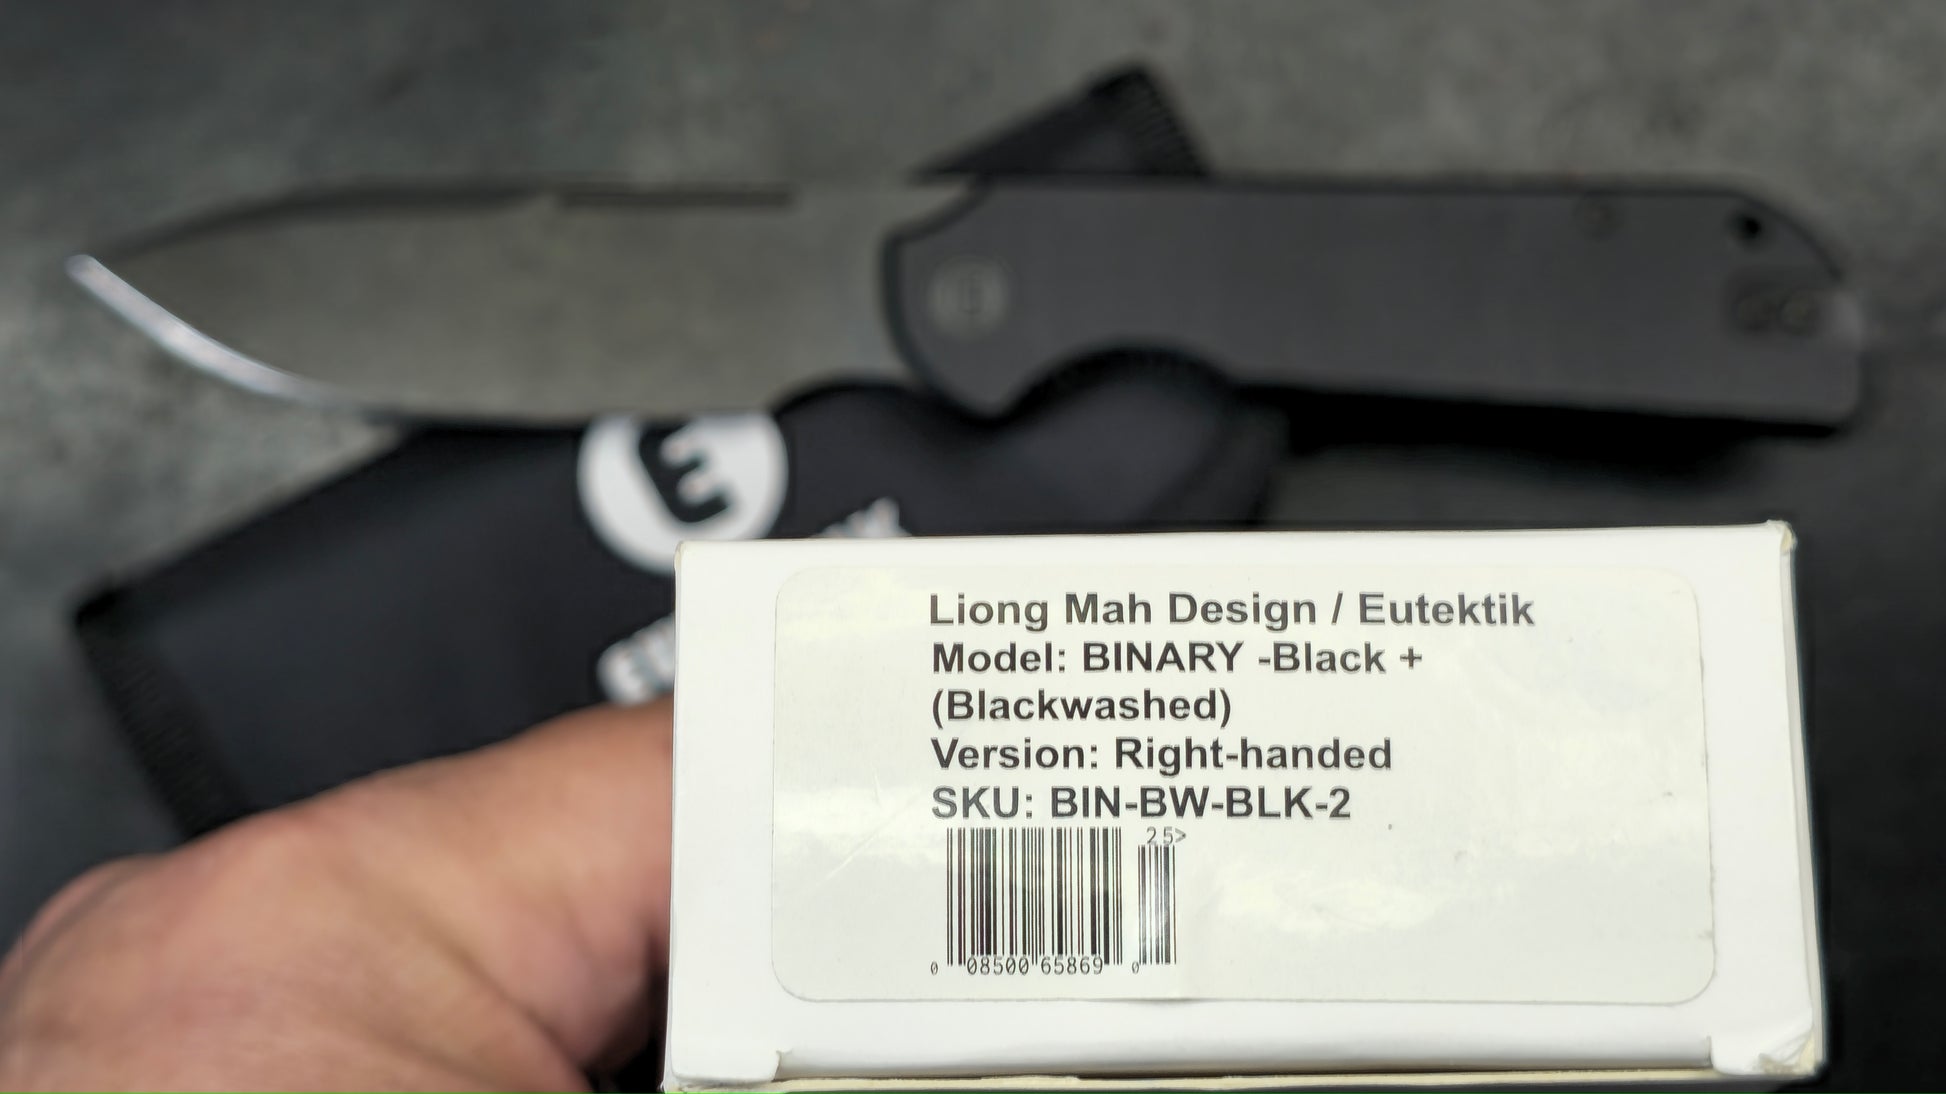 E
Liong Mah Design / Eutektik
Model: BINARY -Black +
(Blackwashed)
Version: Right-handed
SKU: BIN-BW-BLK-2
25>
0 08500 65869 0